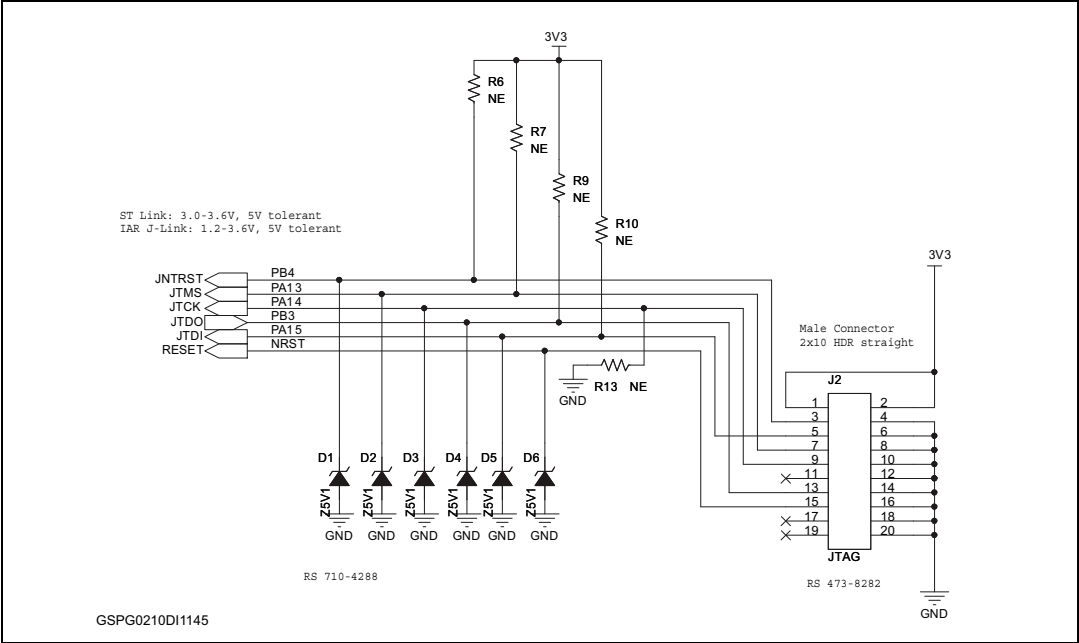 3V3
R6
NE
R7
NE
R9
NE
R10
NE
ST Link: 3.0-3.6V, 5V tolerant
IAR J-Link: 1.2-3.6V, 5V tolerant
JNTRST PB4
JTMS PA13
JTCK PA14
JTDO PB3
JTDI PA15
RESET NRST
R13 NE
GND
3V3
Male Connector
2x10 HDR straight
J2
1 2
3 4
5 6
7 8
9 10
11 12
13 14
15 16
17 18
19 20
JTAG
RS 473-8282
GND
D1 D2 D3 D4 D5 D6
Z5V1 Z5V1 Z5V1 Z5V1 Z5V1 Z5V1
GND GND GND GND GND GND
RS 710-4288
GSPG0210DI1145